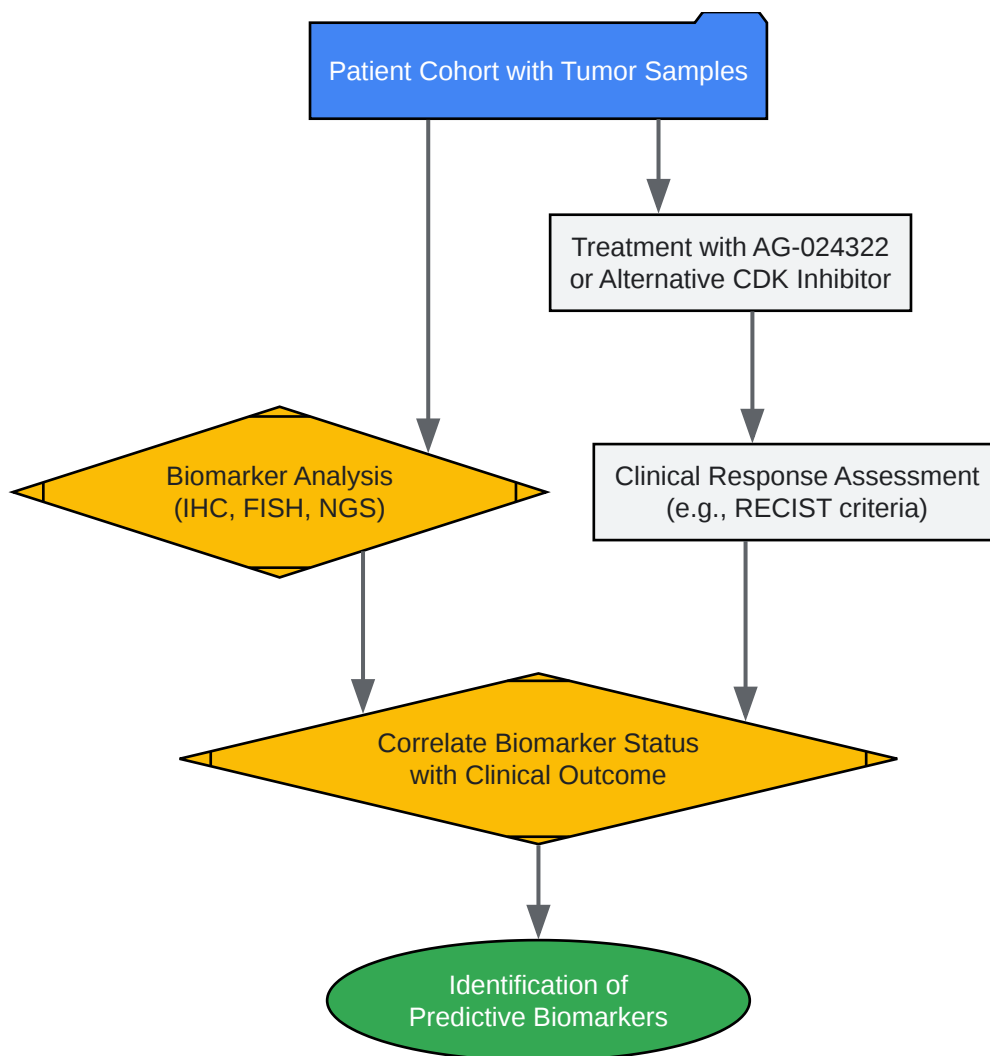 Patient Cohort with Tumor Samples
Treatment with AG-024322
or Alternative CDK Inhibitor
Biomarker Analysis
(IHC, FISH, NGS)
Clinical Response Assessment
(e.g., RECIST criteria)
Correlate Biomarker Status
with Clinical Outcome
Identification of
Predictive Biomarkers